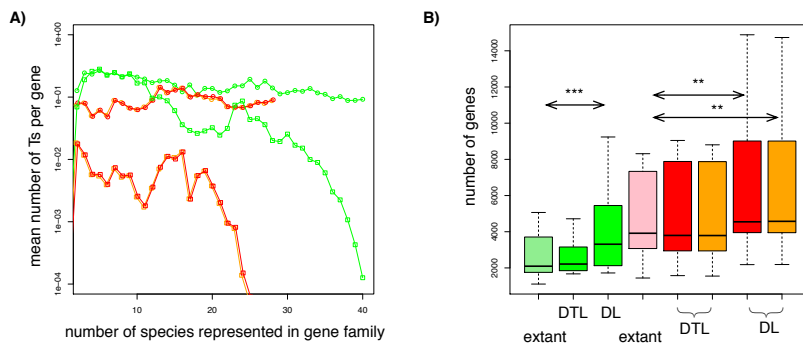 A)
B)
mean number of Ts per gene
1e+00
1e-01
1e-02
1e-03
1e-04
10
20
30
40
number of species represented in gene family
number of genes
14000
12000
10000
8000
6000
4000
2000
***
**
**
extant
DTL
DL
extant
DTL
DL